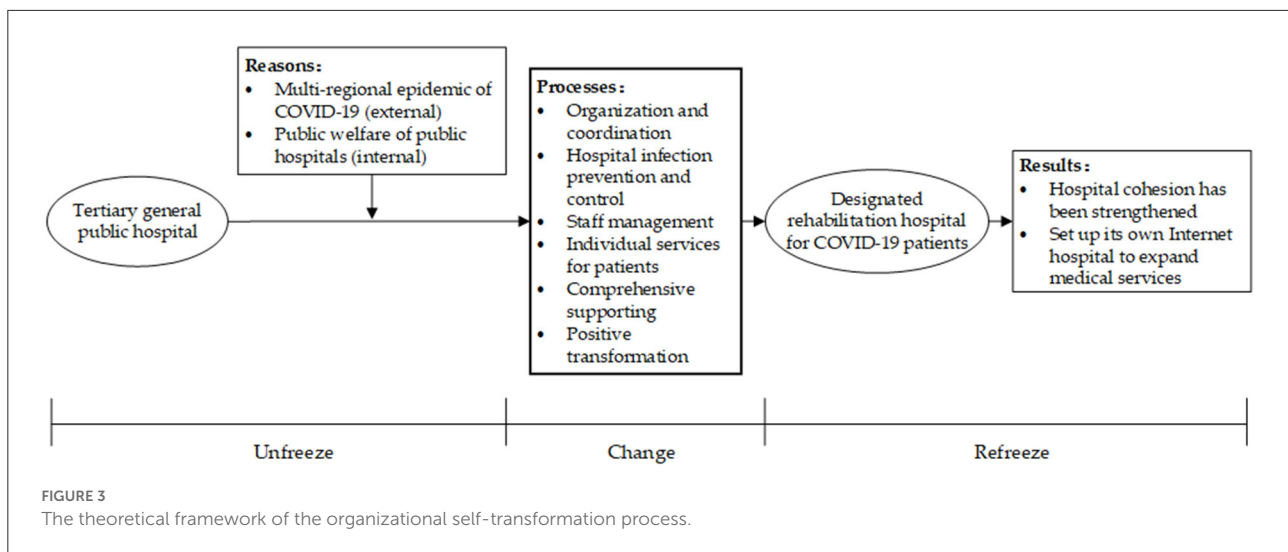 Reasons:
• Multi-regional epidemic of
COVID-19 (external)
• Public welfare of public
hospitals (internal)
Tertiary general
public hospital
Processes:
• Organization and
coordination
• Hospital infection
prevention and
control
• Staff management
• Individual services
for patients
• Comprehensive
supporting
• Positive
transformation
Designated
rehabilitation hospital
for COVID-19 patients
Results:
• Hospital cohesion has
been strengthened
• Set up its own Internet
hospital to expand
medical services
Unfreeze
Change
Refreeze
FIGURE 3
The theoretical framework of the organizational self-transformation process.